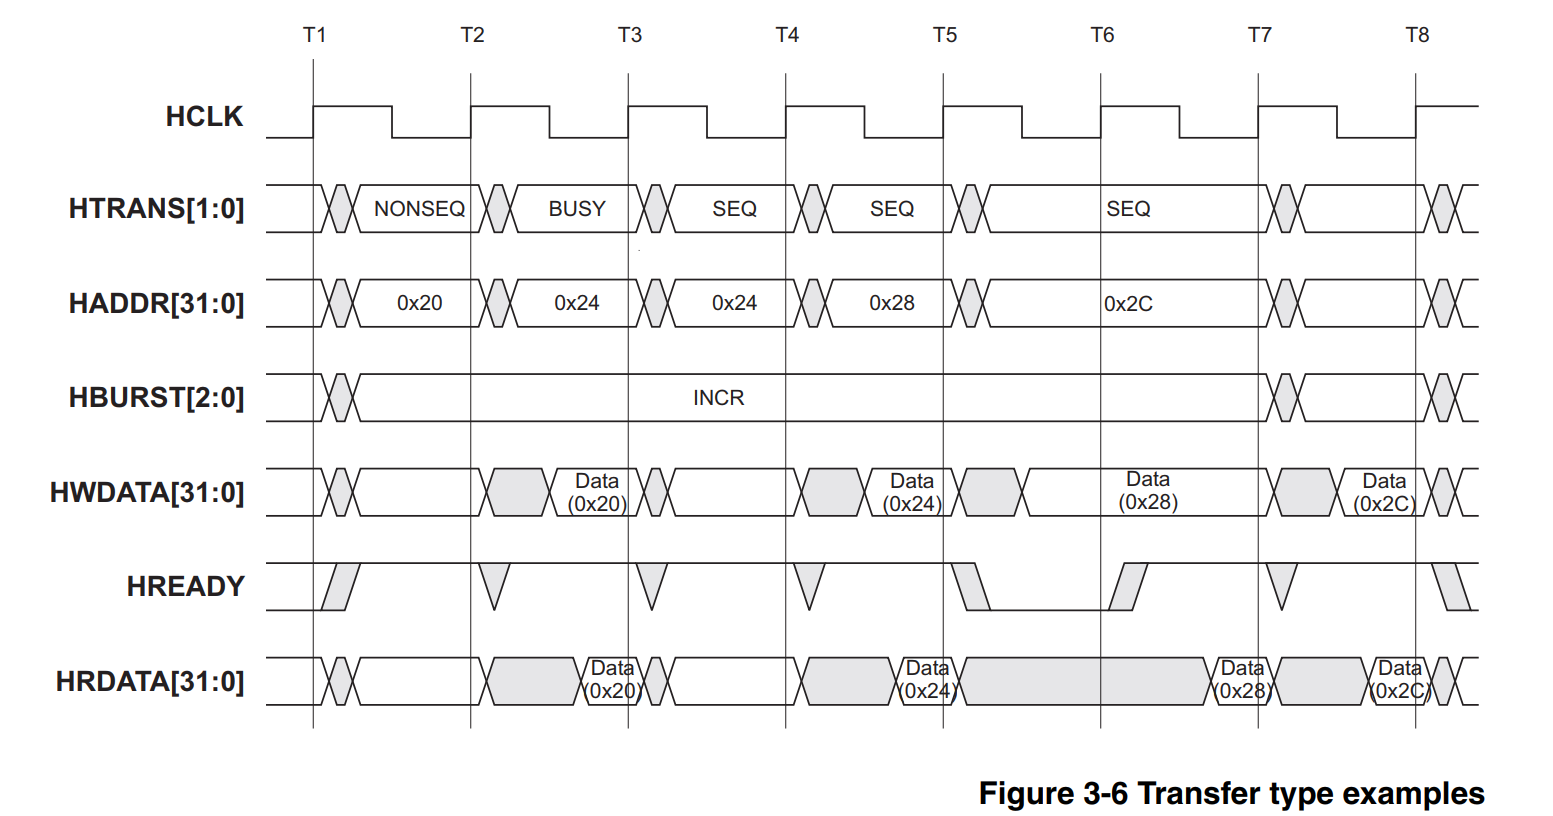 T1 T2 T3 T4 T5 T6 T7 T8
HCLK
HTRANS[1:0] NONSEQ BUSY SEQ SEQ SEQ
HADDR[31:0] 0x20 0x24 0x24 0x28 0x2C
HBURST[2:0] INCR
HWDATA[31:0] Data (0x20) Data (0x24) Data (0x28) Data (0x2C)
HREADY
HRDATA[31:0] Data (0x20) Data (0x24) Data (0x28) Data (0x2C)
Figure 3-6 Transfer type examples